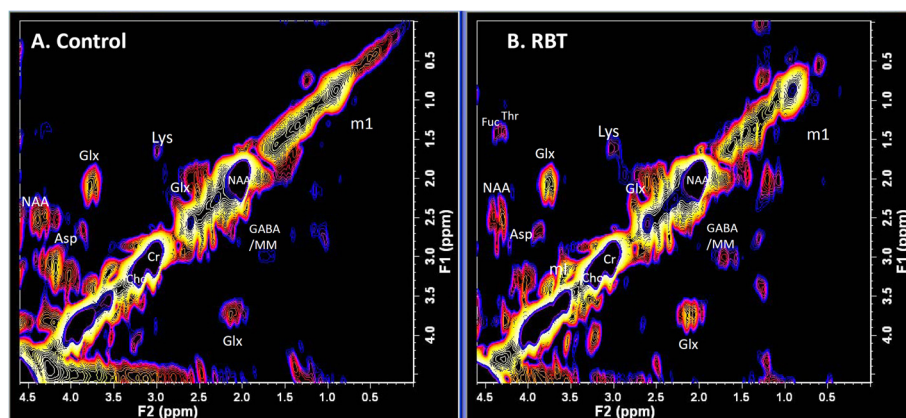 A. Control
m1
Lys
Glx
Glx
NAA
NAA
Asp
GABA
/MM
Cr
Cho
Glx
0.5
1.0
1.5
2.0
2.5
3.0
3.5
4.0
F1 (ppm)
4.5 4.0 3.5 3.0 2.5 2.0 1.5 1.0 0.5
F2 (ppm)
B. RBT
Fuc Thr
m1
Lys
Glx
Glx
NAA
NAA
Asp
GABA
/MM
Cr
Cho
Glx
0.5
1.0
1.5
2.0
2.5
3.0
3.5
4.0
F1 (ppm)
4.5 4.0 3.5 3.0 2.5 2.0 1.5 1.0 0.5
F2 (ppm)